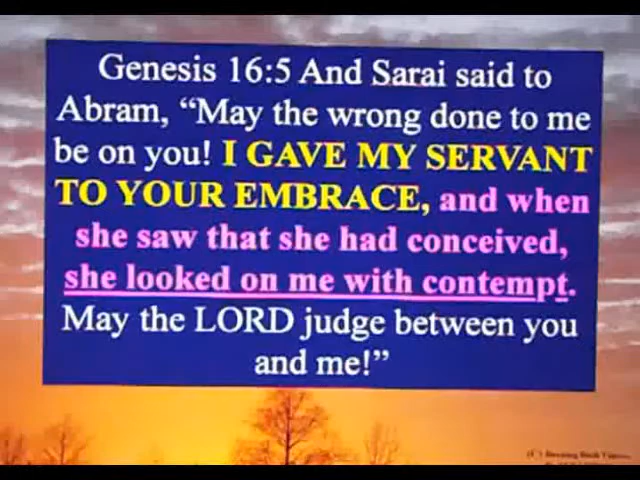 Genesis 16:5 And Sarai said to
Abram, “May the wrong done to me
be on you! I GAVE MY SERVANT
TO YOUR EMBRACE, and when
she saw that she had conceived,
she looked on me with contempt.
May the LORD judge between you
and me!”